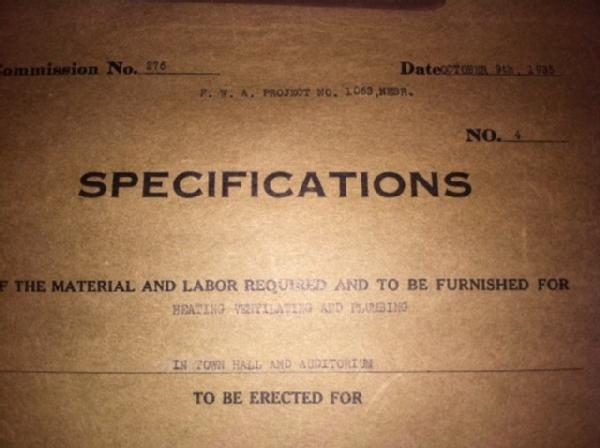 ommission No. 276 Date OCTOBER 9th, 1935
P. W. A. PROJECT NO. 1063,NEBR.
NO. 4
SPECIFICATIONS
F THE MATERIAL AND LABOR REQUIRED AND TO BE FURNISHED FOR
HEATING VENTILATING AND PLUMBING
IN TOWN HALL AND AUDITORIUM
TO BE ERECTED FOR